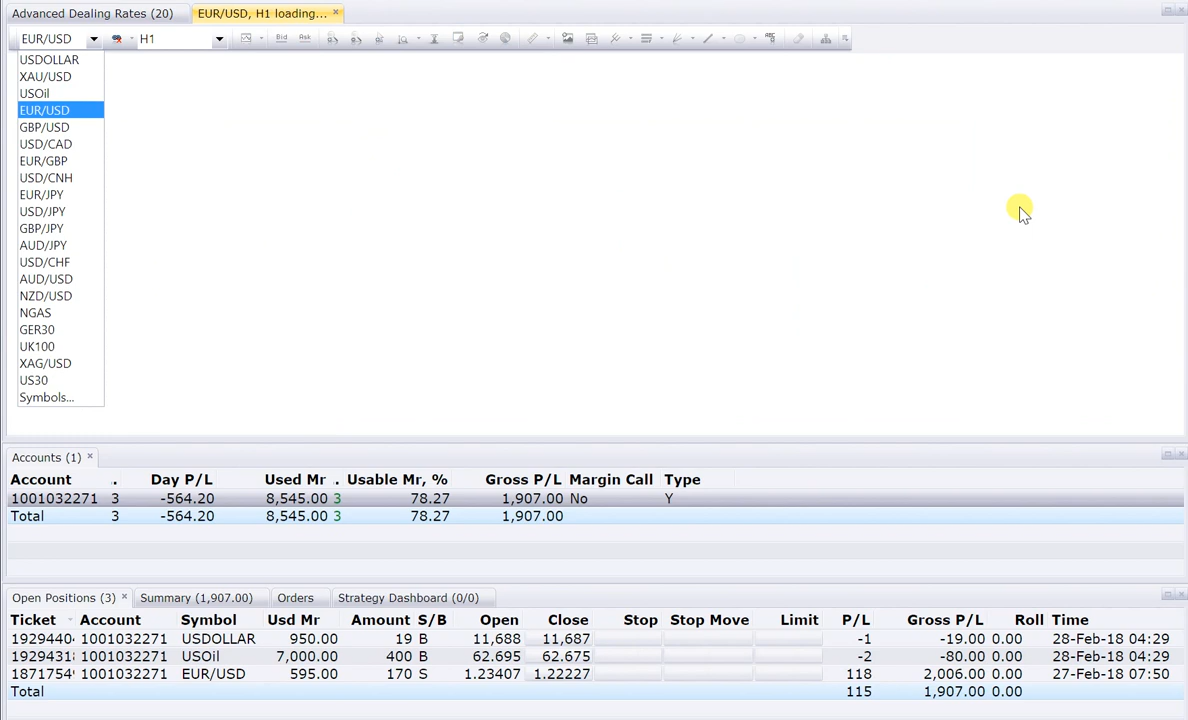 Advanced Dealing Rates (20) EUR/USD, H1 loading... ×
EUR/USD H1 Bid Ask
USDOLLAR
XAU/USD
USOil
EUR/USD
GBP/USD
USD/CAD
EUR/GBP
USD/CNH
EUR/JPY
USD/JPY
GBP/JPY
AUD/JPY
USD/CHF
AUD/USD
NZD/USD
NGAS
GER30
UK100
XAG/USD
US30
Symbols...
Accounts (1) ×
Account . Day P/L Used Mr . Usable Mr, % Gross P/L Margin Call Type
1001032271 3 -564.20 8,545.00 3 78.27 1,907.00 No Y
Total 3 -564.20 8,545.00 3 78.27 1,907.00
Open Positions (3) × Summary (1,907.00) Orders Strategy Dashboard (0/0)
Ticket Account Symbol Usd Mr Amount S/B Open Close Stop Stop Move Limit P/L Gross P/L Roll Time
1929440 1001032271 USDOLLAR 950.00 19 B 11,688 11,687 -1 -19.00 0.00 28-Feb-18 04:29
1929431 1001032271 USOil 7,000.00 400 B 62.695 62.675 -2 -80.00 0.00 28-Feb-18 04:29
1871754 1001032271 EUR/USD 595.00 170 S 1.23407 1.22227 118 2,006.00 0.00 27-Feb-18 07:50
Total 115 1,907.00 0.00